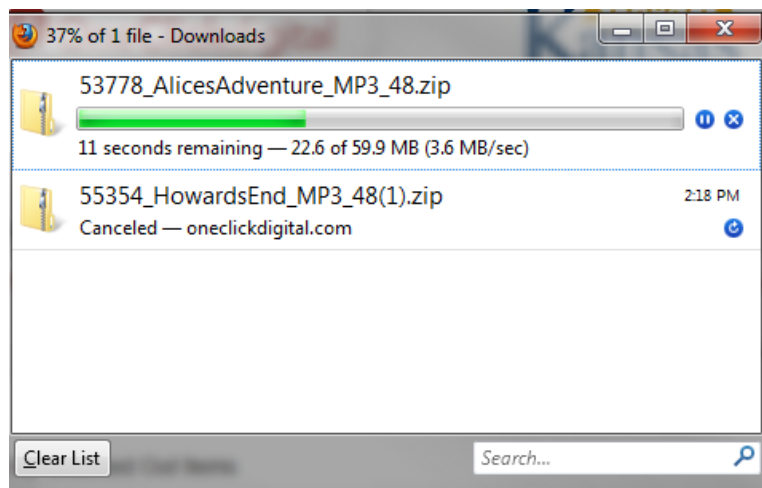 37% of 1 file - Downloads
53778_AlicesAdventure_MP3_48.zip
11 seconds remaining — 22.6 of 59.9 MB (3.6 MB/sec)
55354_HowardsEnd_MP3_48(1).zip
2:18 PM
Canceled — oneclickdigital.com
Clear List
Search...